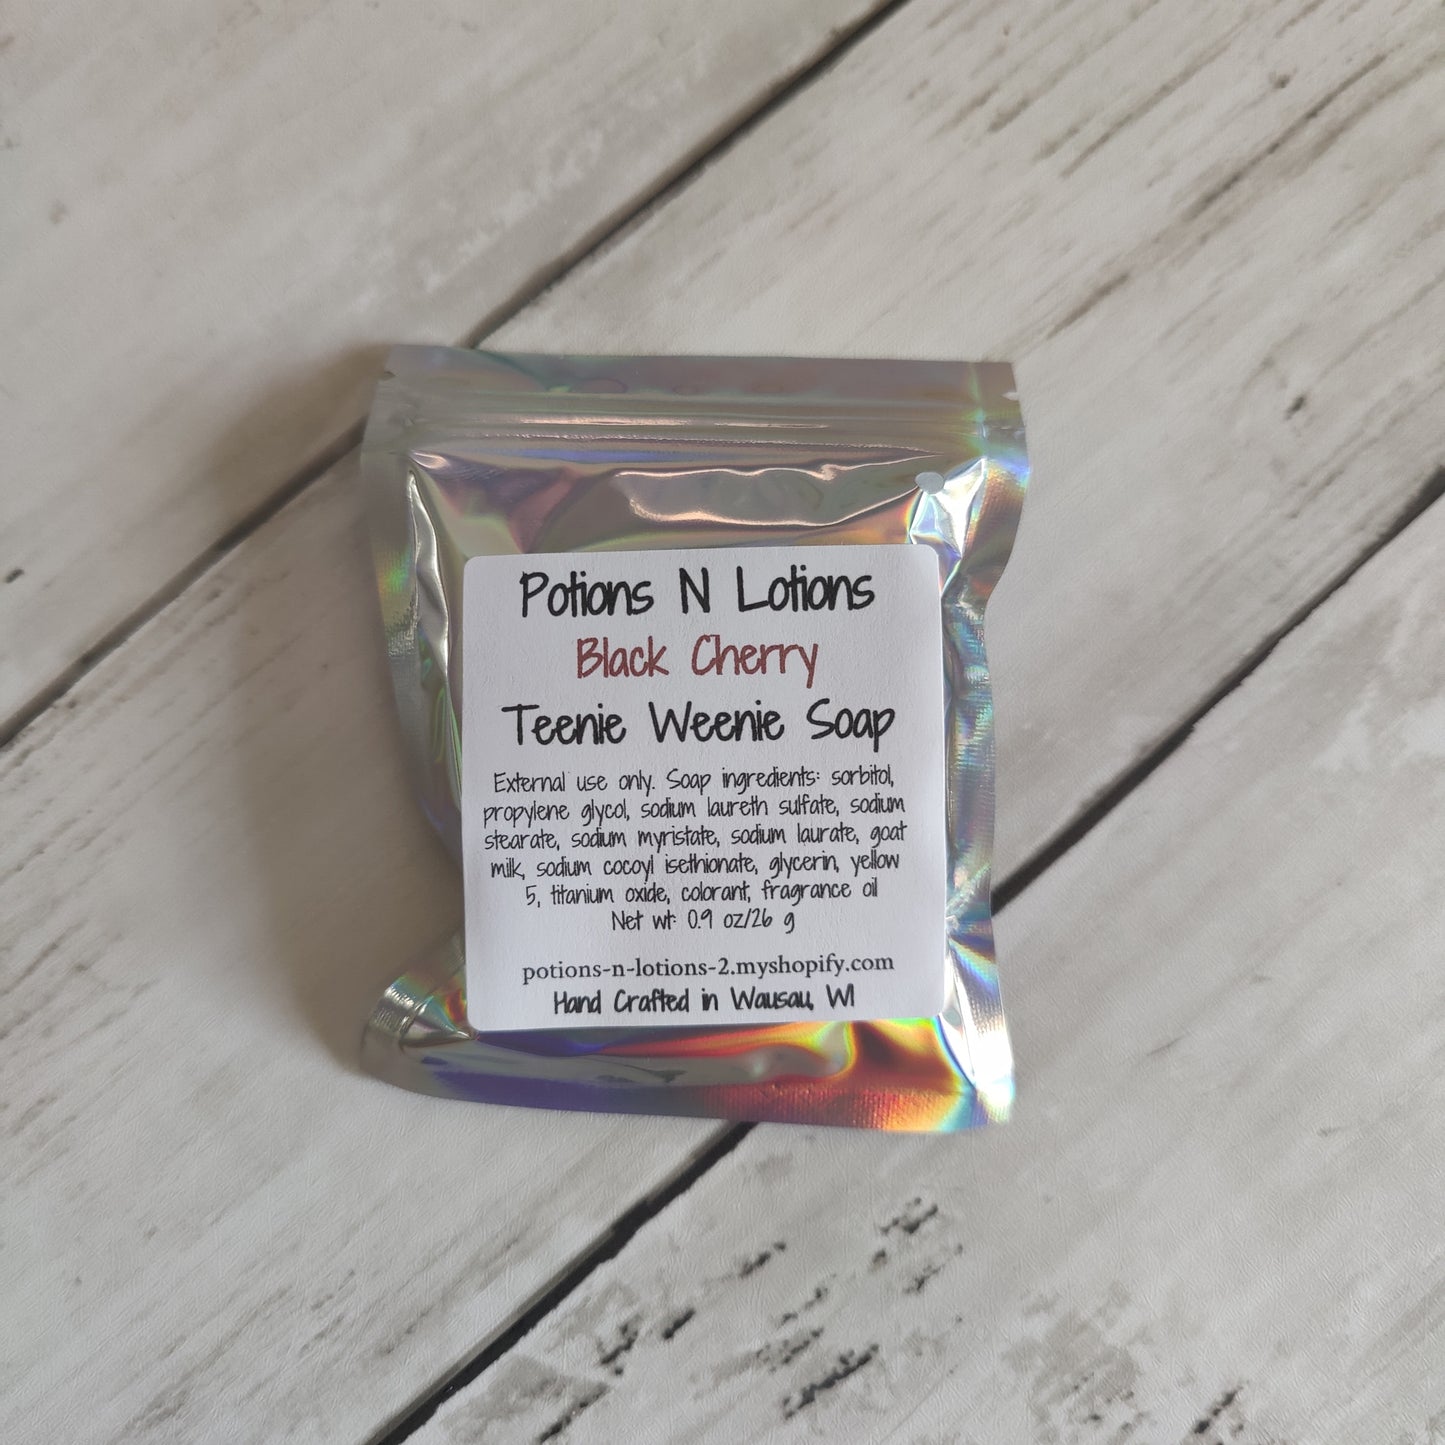 Potions N Lotions
Black Cherry
Teenie Weenie Soap
External use only. Soap ingredients: sorbitol,
propylene glycol, sodium laureth sulfate, sodium
stearate, sodium myristate, sodium laurate, goat
milk, sodium cocoyl isethionate, glycerin, yellow
5, titanium oxide, colorant, fragrance oil
Net wt: 0.9 oz/26 g
potions-n-lotions-2.myshopify.com
Hand Crafted in Wausau, WI